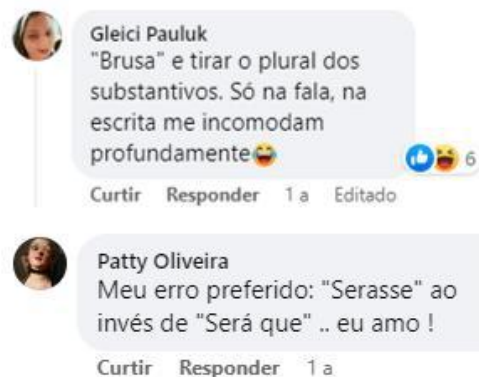 Gleici Pauluk
"Brusa" e tirar o plural dos
substantivos. Só na fala, na
escrita me incomodam
profundamente😂
6
Curtir Responder 1 a Editado
Patty Oliveira
Meu erro preferido: "Serasse" ao
invés de "Será que" .. eu amo !
Curtir Responder 1 a